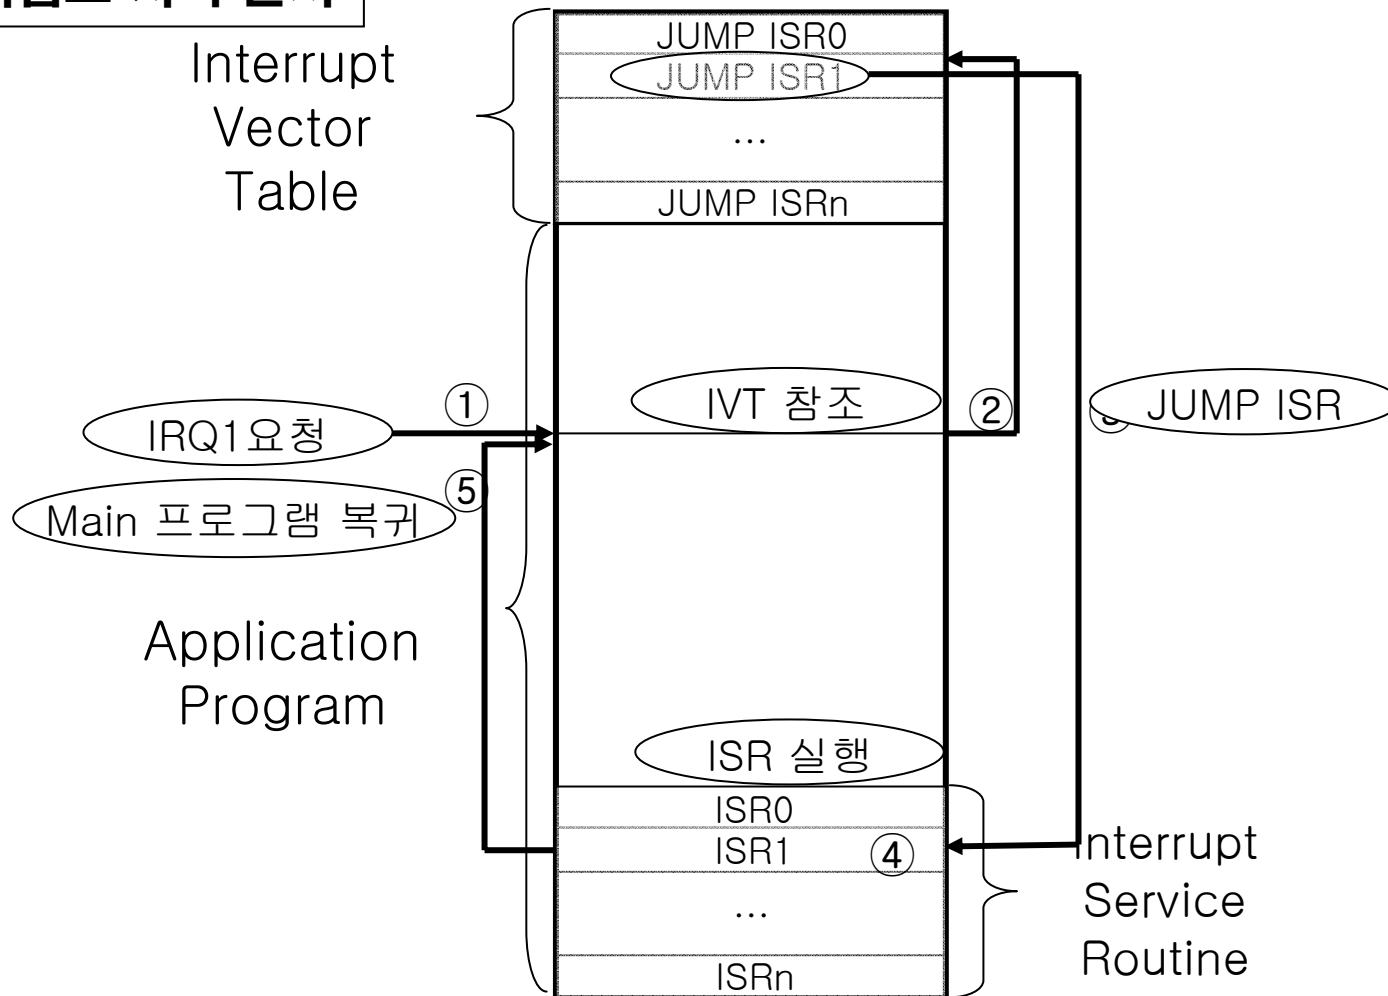 JUMP ISR0
Interrupt
Vector
Table
JUMP ISR1
...
JUMP ISRn
IVT 참조
①
②
JUMP ISR
IRQ1요청
⑤
Main 프로그램 복귀
Application
Program
ISR 실행
ISR0
ISR1
④
...
ISRn
Interrupt
Service
Routine